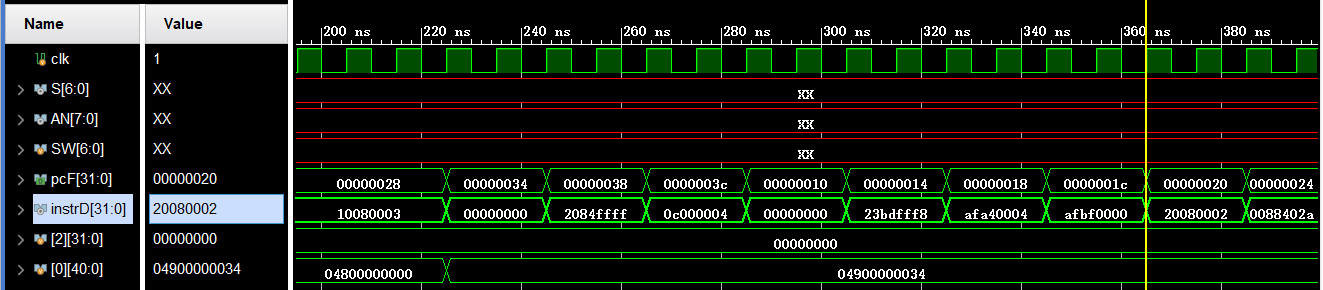 Name Value 200 ns 220 ns 240 ns 260 ns 280 ns 300 ns 320 ns 340 ns 360 ns 380 ns
clk 1
S[6:0] XX XX
AN[7:0] XX XX
SW[6:0] XX XX
pcF[31:0] 00000020 00000028 00000034 00000038 0000003c 00000010 00000014 00000018 0000001c 00000020 00000024
instrD[31:0] 20080002 10080003 00000000 2084ffff 0c000004 00000000 23bdfff8 afa40004 afbf0000 20080002 0088402a
[2][31:0] 00000000 00000000
[0][40:0] 04900000034 04800000000 04900000034